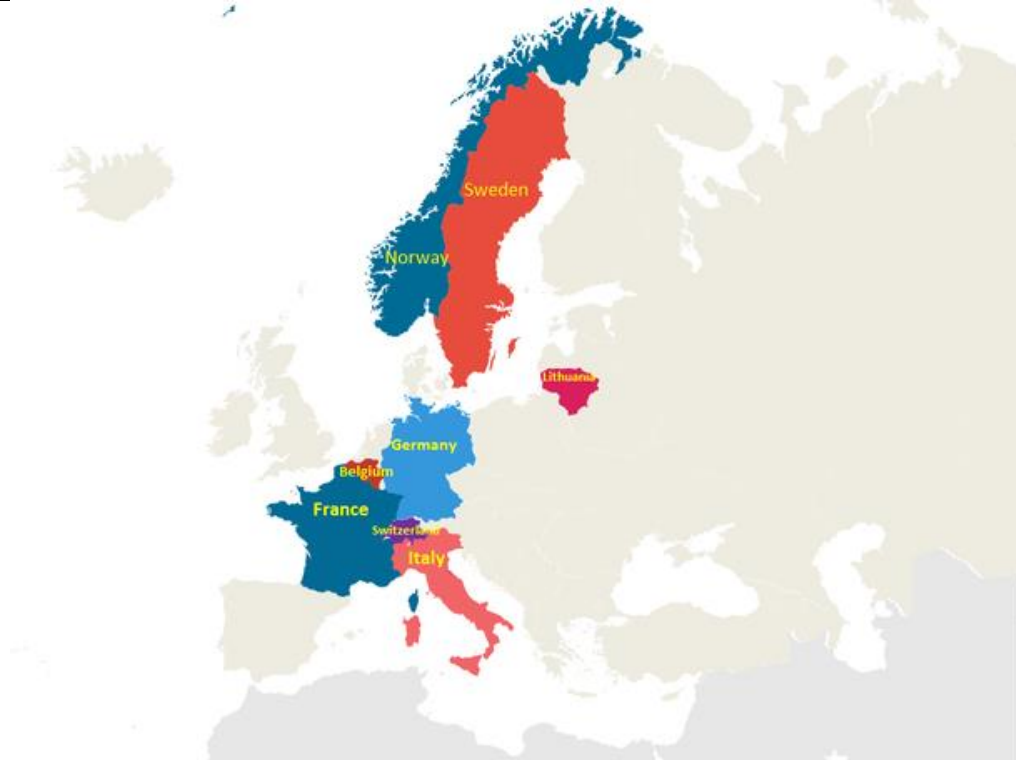 Sweden
Norway
Lithuania
Germany
Belgium
France
Switzerland
Italy